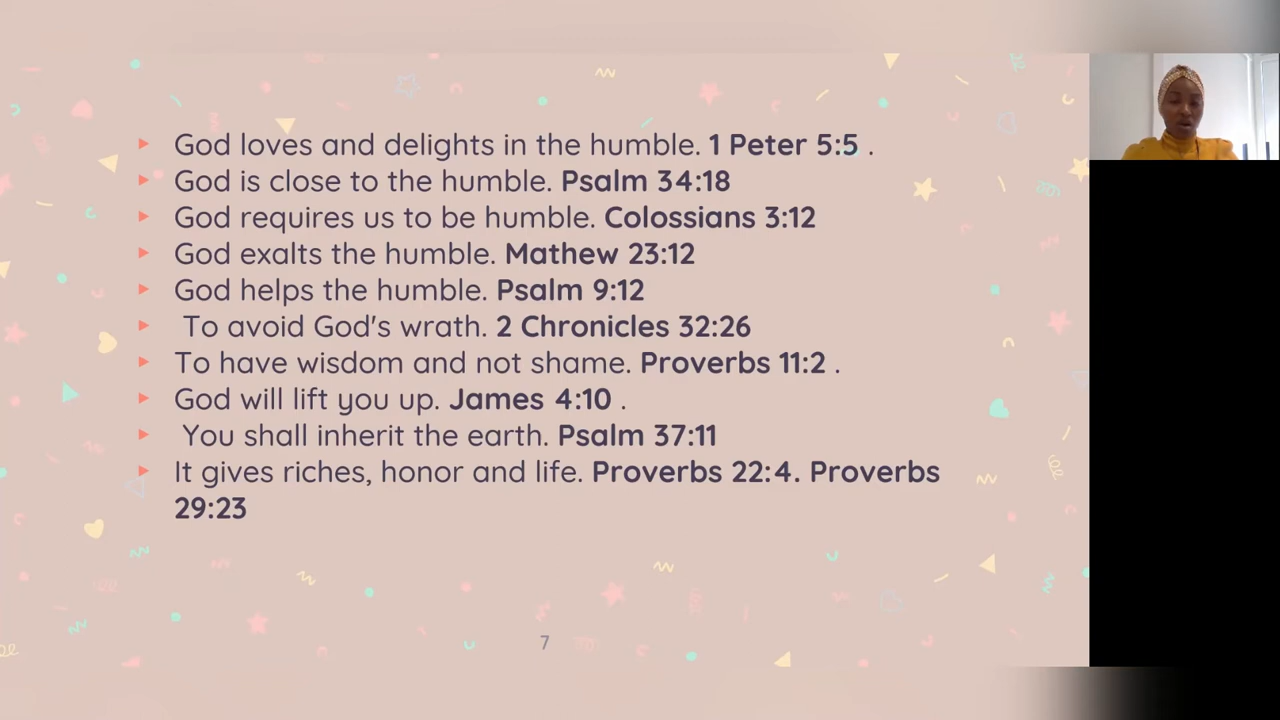 God loves and delights in the humble. 1 Peter 5:5 .
God is close to the humble. Psalm 34:18
God requires us to be humble. Colossians 3:12
God exalts the humble. Mathew 23:12
God helps the humble. Psalm 9:12
To avoid God's wrath. 2 Chronicles 32:26
To have wisdom and not shame. Proverbs 11:2 .
God will lift you up. James 4:10 .
You shall inherit the earth. Psalm 37:11
It gives riches, honor and life. Proverbs 22:4. Proverbs
29:23
7